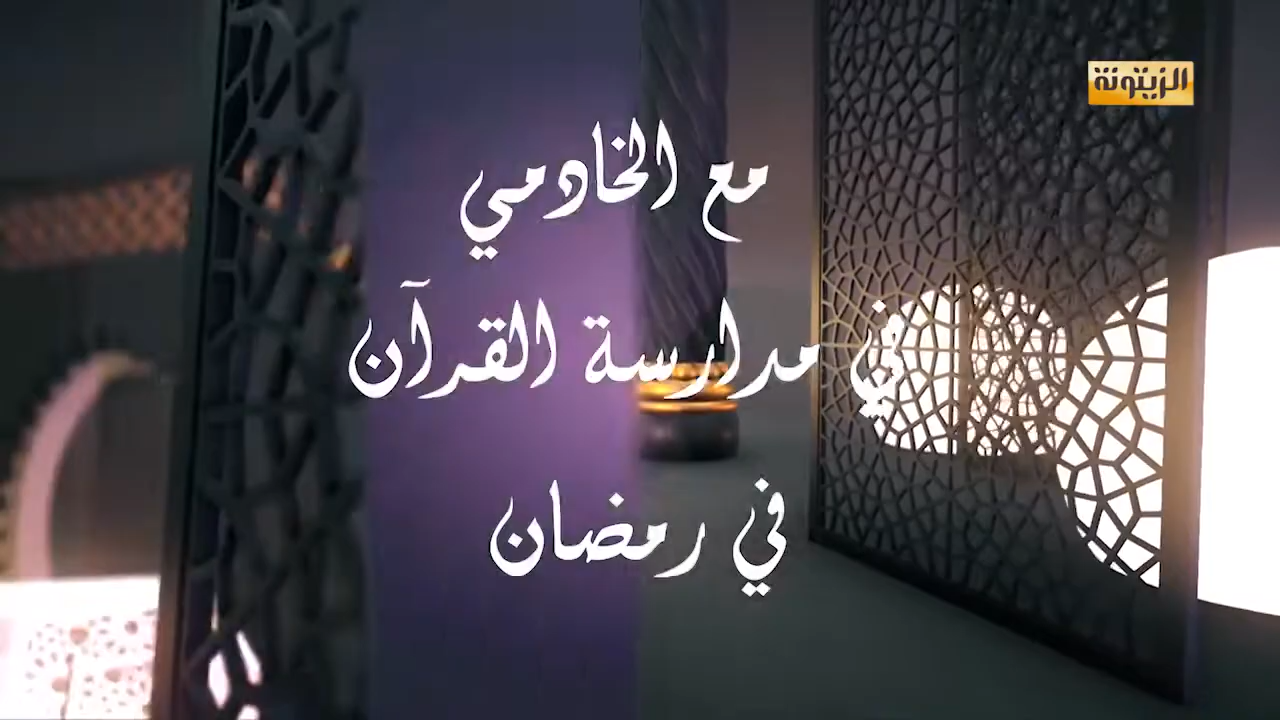 الزيتونة
مع الخادمي
في مدارسة القرآن
في رمضان